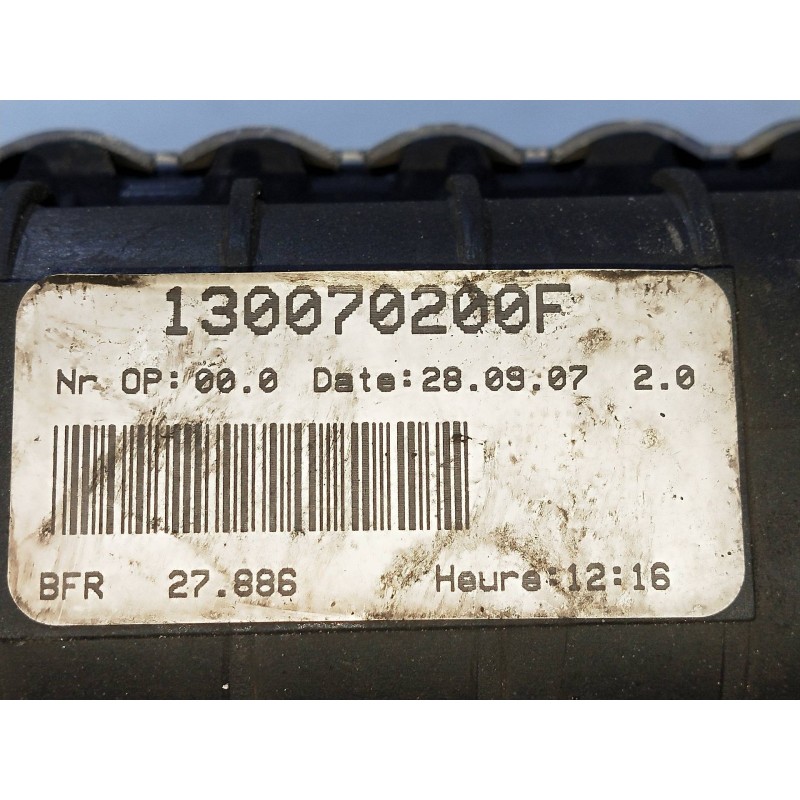 130070200F
Nr OP: 00.0 Date: 28.09.07 2.0
BFR 27.886 Heure: 12:16